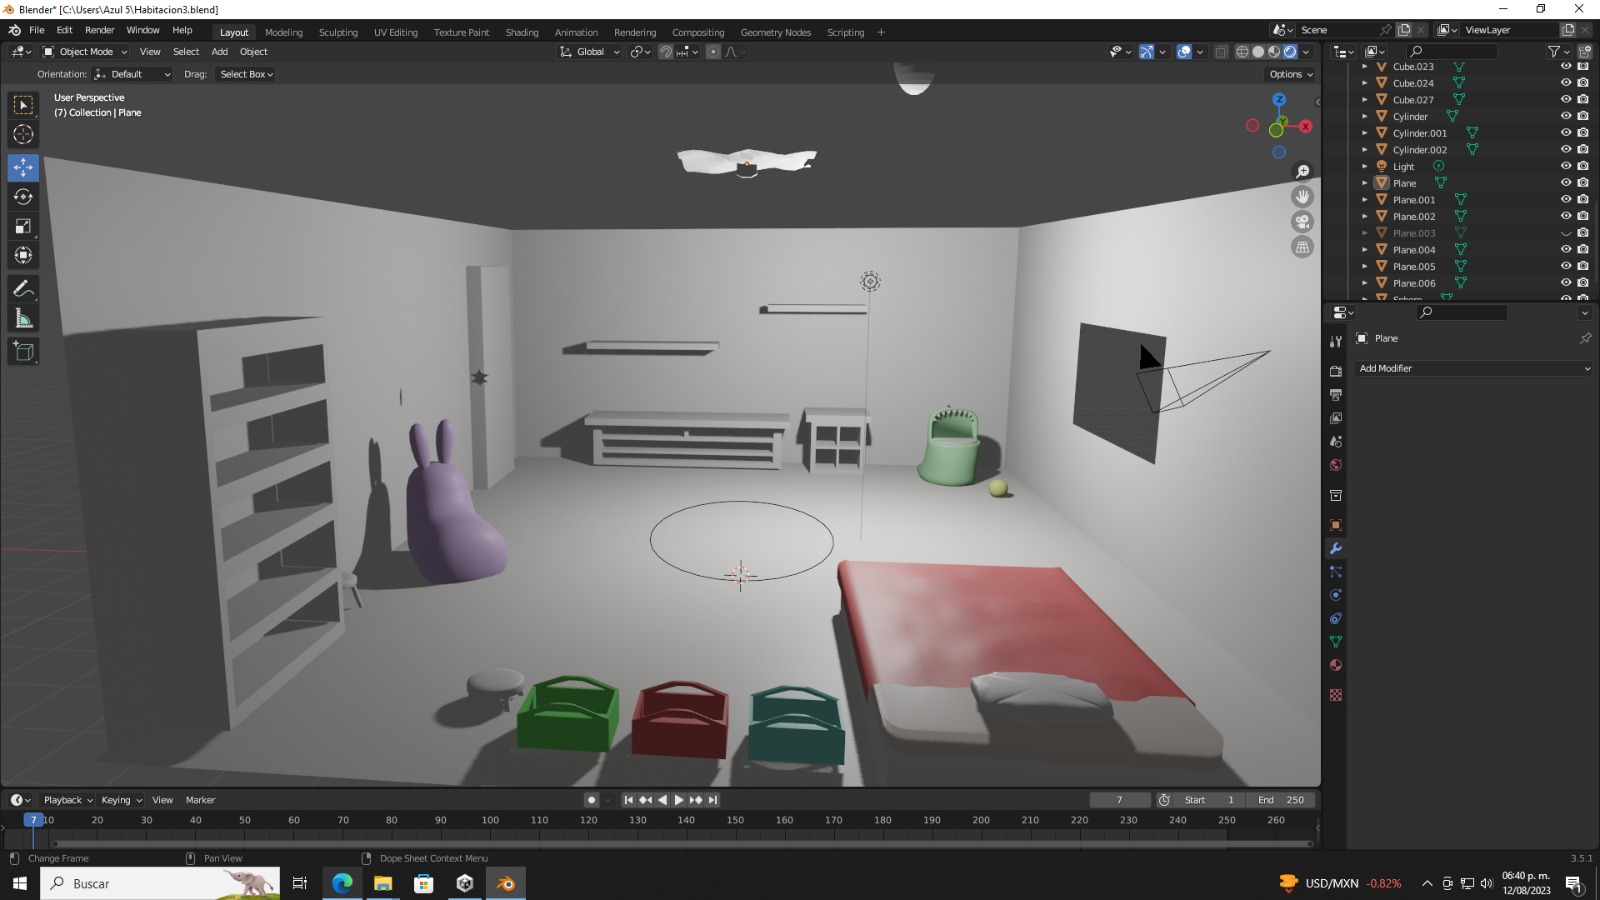 Blender* [C:\Users\Azul 5\Habitacion3.blend]
File Edit Render Window Help Layout Modeling Sculpting UV Editing Texture Paint Shading Animation Rendering Compositing Geometry Nodes Scripting + Scene ViewLayer
Object Mode View Select Add Object Global
Orientation: Default Drag: Select Box Options
User Perspective
(7) Collection | Plane
Z
Y
X
Cube.023
Cube.024
Cube.027
Cylinder
Cylinder.001
Cylinder.002
Light
Plane
Plane.001
Plane.002
Plane.003
Plane.004
Plane.005
Plane.006
Sphere
Plane
Add Modifier
Playback Keying View Marker 7 Start 1 End 250
7 10 20 30 40 50 60 70 80 90 100 110 120 130 140 150 160 170 180 190 200 210 220 230 240 250 260
Change Frame Pan View Dope Sheet Context Menu 3.5.1
Buscar USD/MXN -0.82% 06:40 p. m.
12/08/2023 1